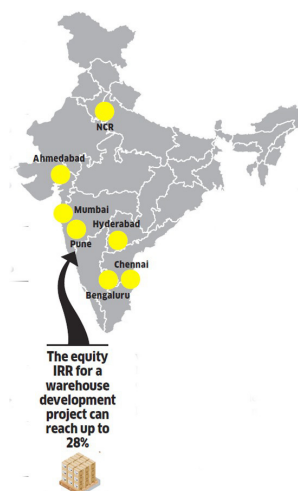 NCR
Ahmedabad
Mumbai
Hyderabad
Pune
Chennai
Bengaluru
The equity
IRR for a
warehouse
development
project can
reach up to
28%